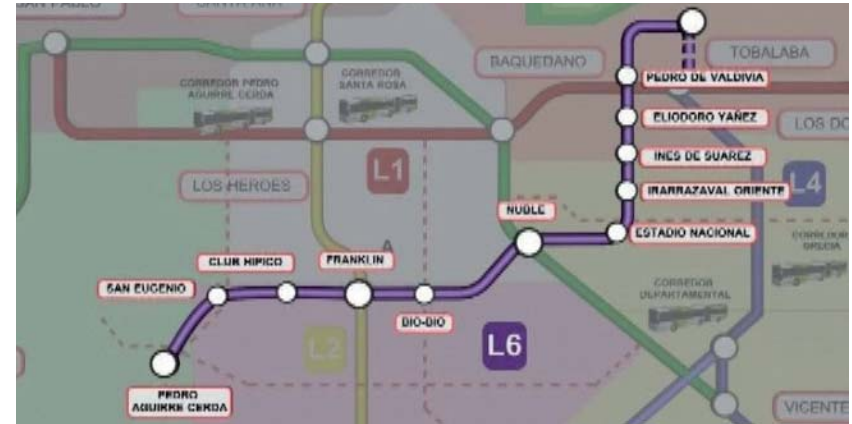 SAN PABLO
SANTA ANA
BAQUEDANO
TOBALABA
PEDRO DE VALDIVIA
CORREDOR PEDRO
AGUIRRE CERDA
CORREDOR
SANTA ROSA
ELIODORO YAÑEZ
LOS DO
INES DE SUAREZ
L1
LOS HEROES
IRARRAZAVAL ORIENTE
L4
NUBLE
ESTADIO NACIONAL
CORREDOR
GRECIA
A
CLUB HIPICO
FRANKLIN
SAN EUGENIO
CORREDOR
DEPARTAMENTAL
BIO-BIO
L2
L6
PEDRO
AGUIRRE CERDA
VICENTE